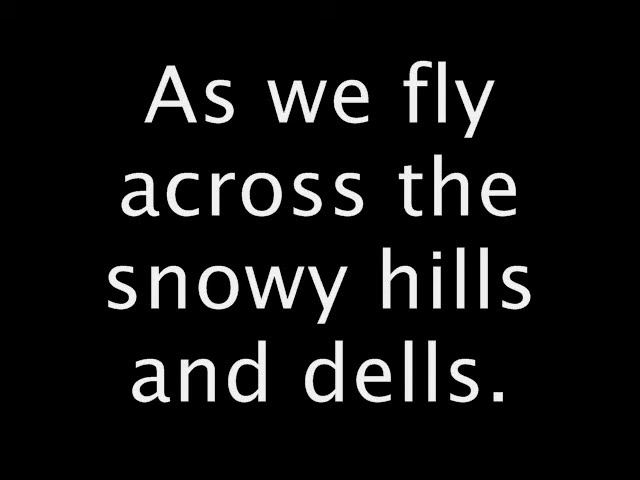 As we fly
across the
snowy hills
and dells.